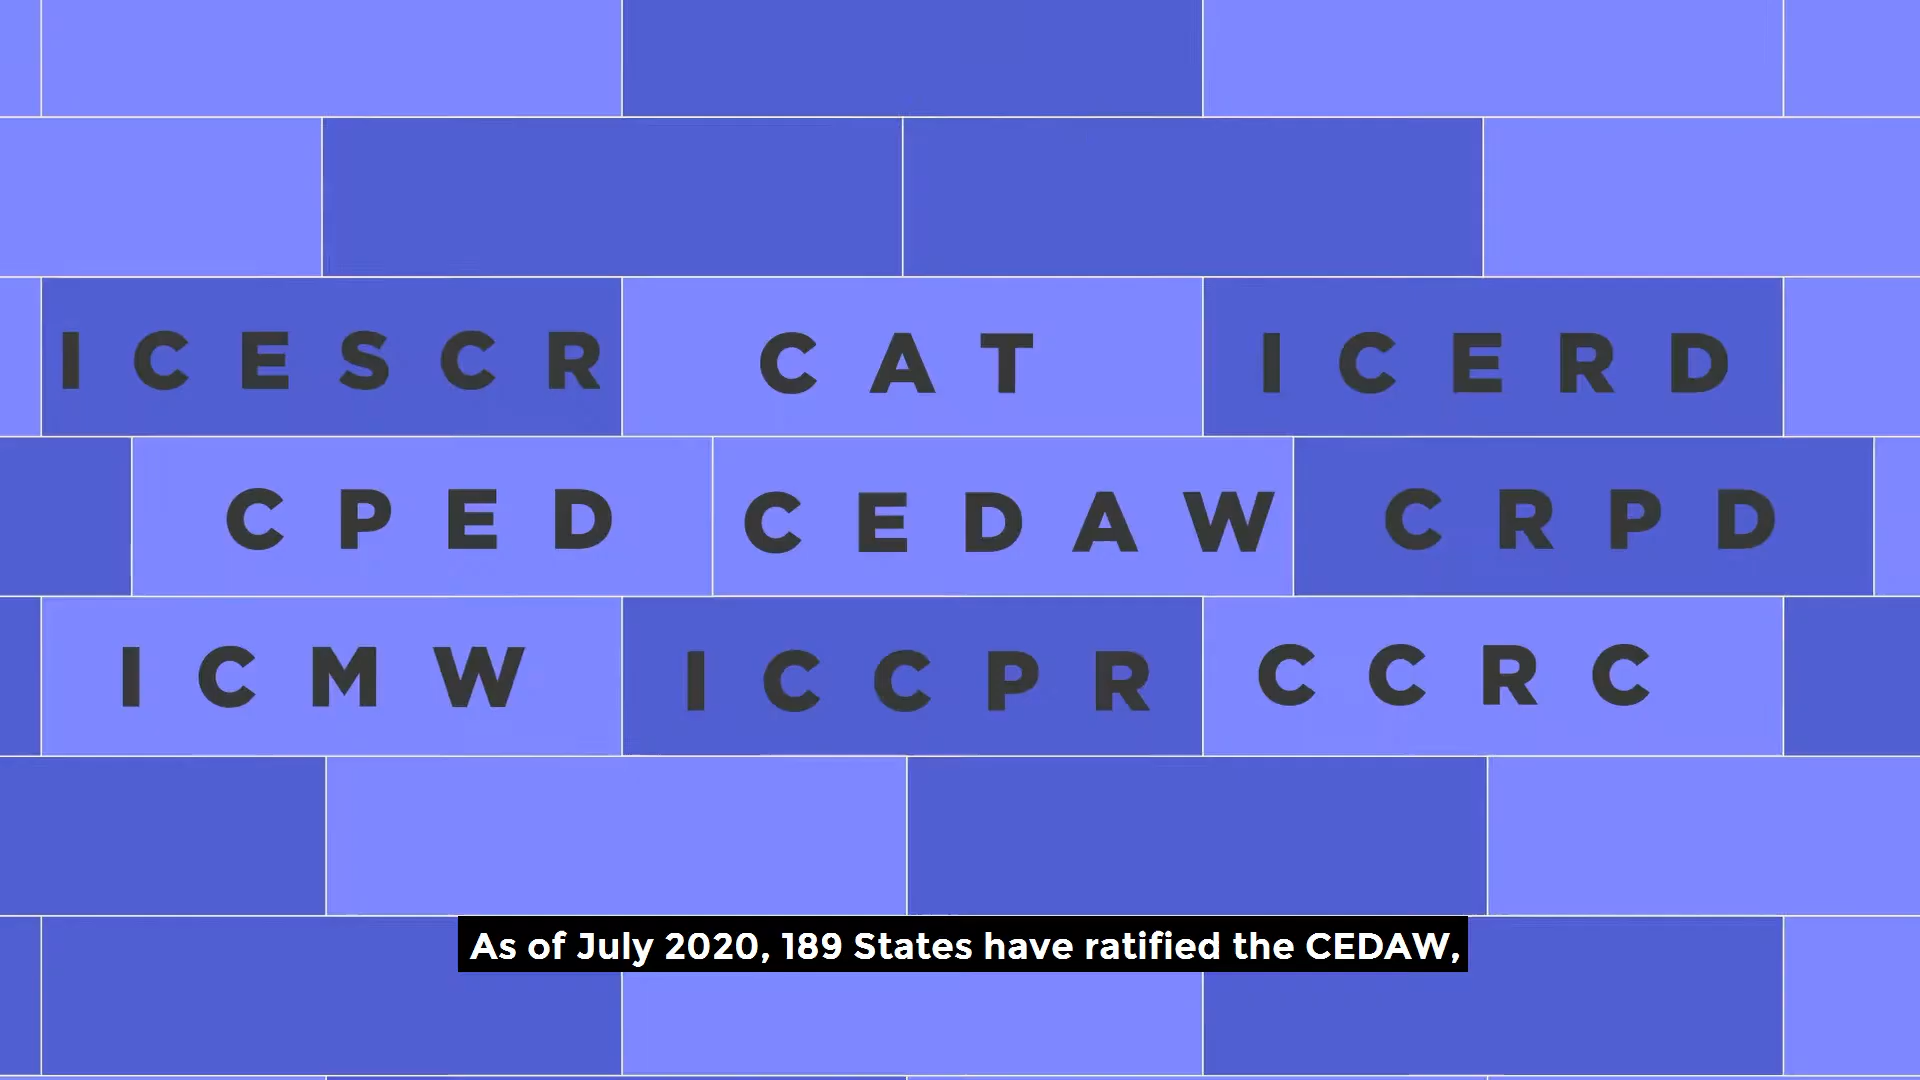 ICESCR CAT ICERD
CPED CEDAW CRPD
ICMW ICCPR CCRC
As of July 2020, 189 States have ratified the CEDAW,